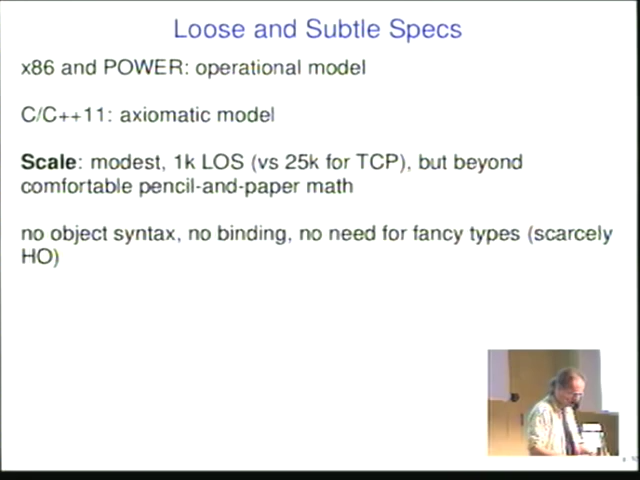 Loose and Subtle Specs
x86 and POWER: operational model
C/C++11: axiomatic model
Scale: modest, 1k LOS (vs 25k for TCP), but beyond
comfortable pencil-and-paper math
no object syntax, no binding, no need for fancy types (scarcely
HO)